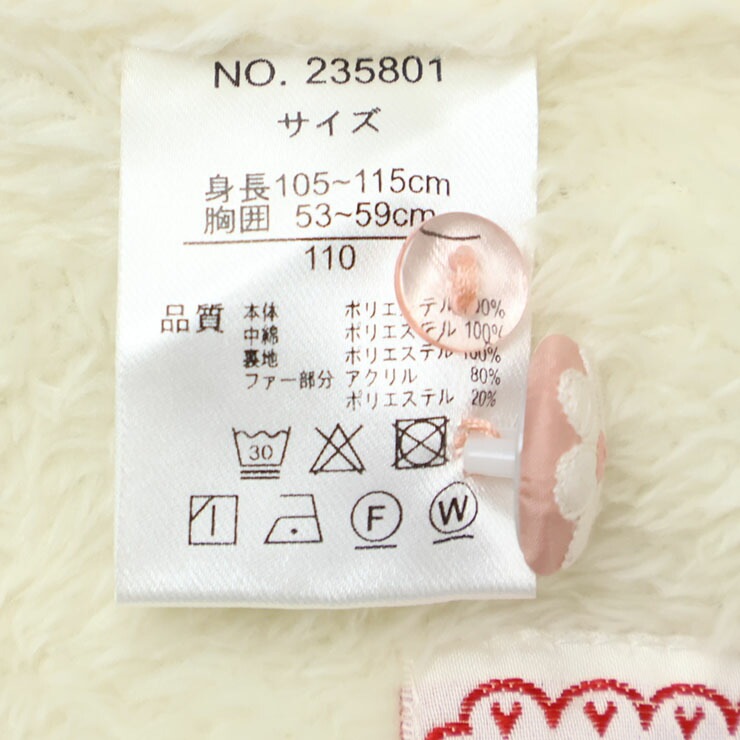 NO. 235801
サイズ
身長105~115cm
胸囲 53~59cm
110
品質 本体 ポリエステル 100%
中綿 ポリエステル 100%
裏地 ポリエステル 100%
ファー部分 アクリル 80%
ポリエステル 20%
30
F W